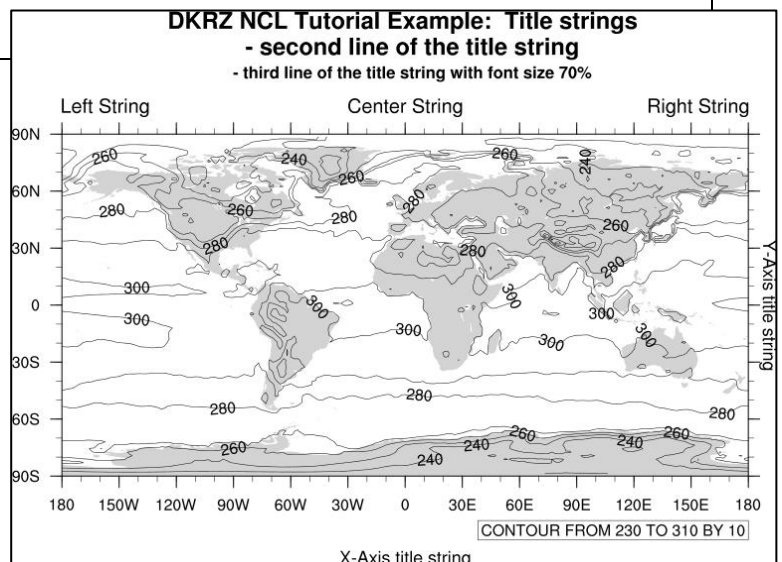 DKRZ NCL Tutorial Example:  Title strings
- second line of the title string
- third line of the title string with font size 70%
Left String Center String Right String
90N
60N
30N
0
30S
60S
90S
260 240 260 260 240
280 260 280 280 260
280 280 280
300 300 300
300 300 300 300 300
280 280 280
260 240 260 240 260
240
Y-Axis title string
180 150W 120W 90W 60W 30W 0 30E 60E 90E 120E 150E 180
CONTOUR FROM 230 TO 310 BY 10
X-Axis title string